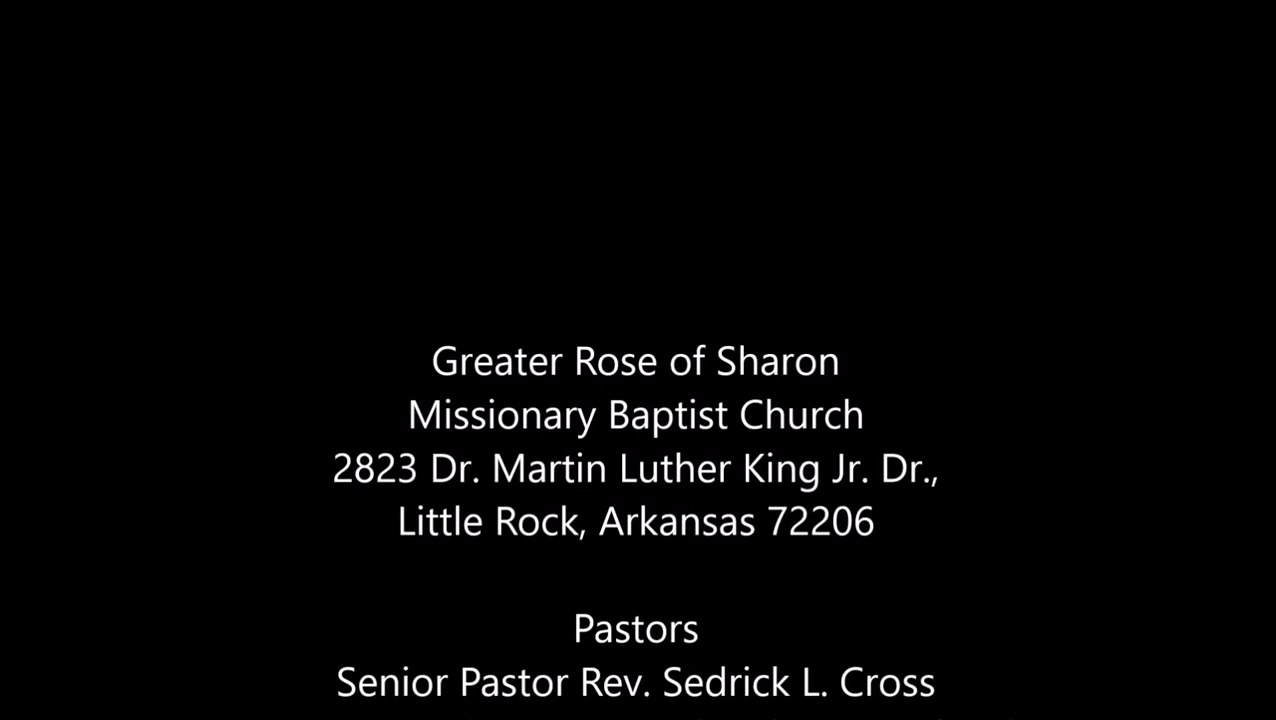 Greater Rose of Sharon
Missionary Baptist Church
2823 Dr. Martin Luther King Jr. Dr.,
Little Rock, Arkansas 72206
Pastors
Senior Pastor Rev. Sedrick L. Cross